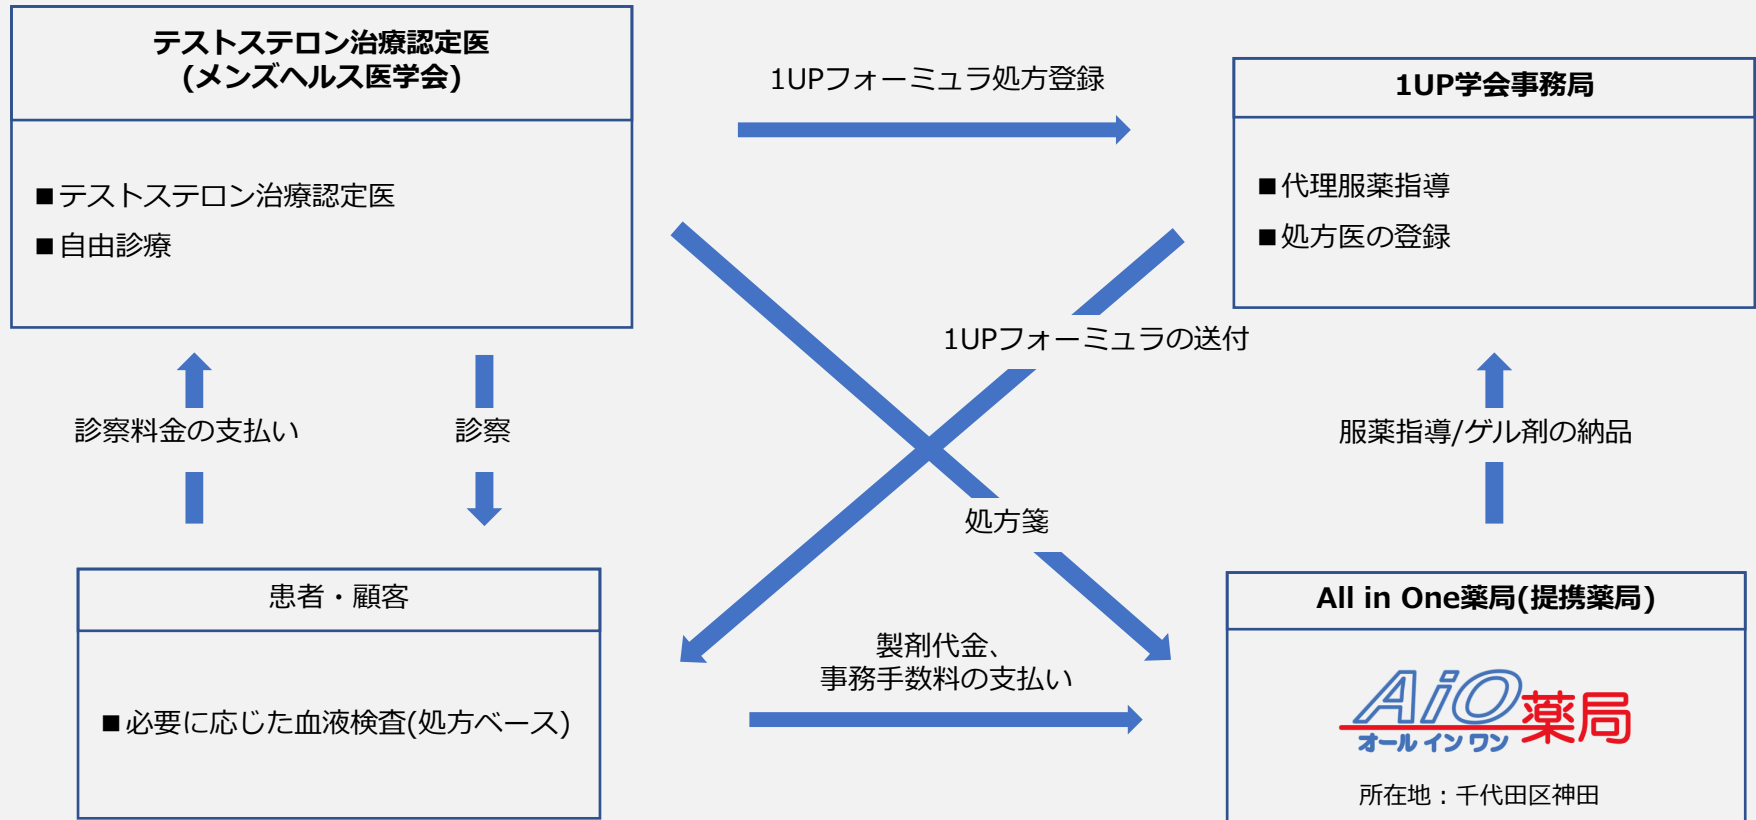 テストステロン治療認定医
(メンズヘルス医学会)
■テストステロン治療認定医
■自由診療
1UPフォーミュラ処方登録
1UP学会事務局
■代理服薬指導
■処方医の登録
1UPフォーミュラの送付
診察料金の支払い
診察
服薬指導/ゲル剤の納品
処方箋
患者・顧客
■必要に応じた血液検査(処方ベース)
製剤代金、
事務手数料の支払い
All in One薬局(提携薬局)
AiO薬局
オール イン ワン
所在地：千代田区神田